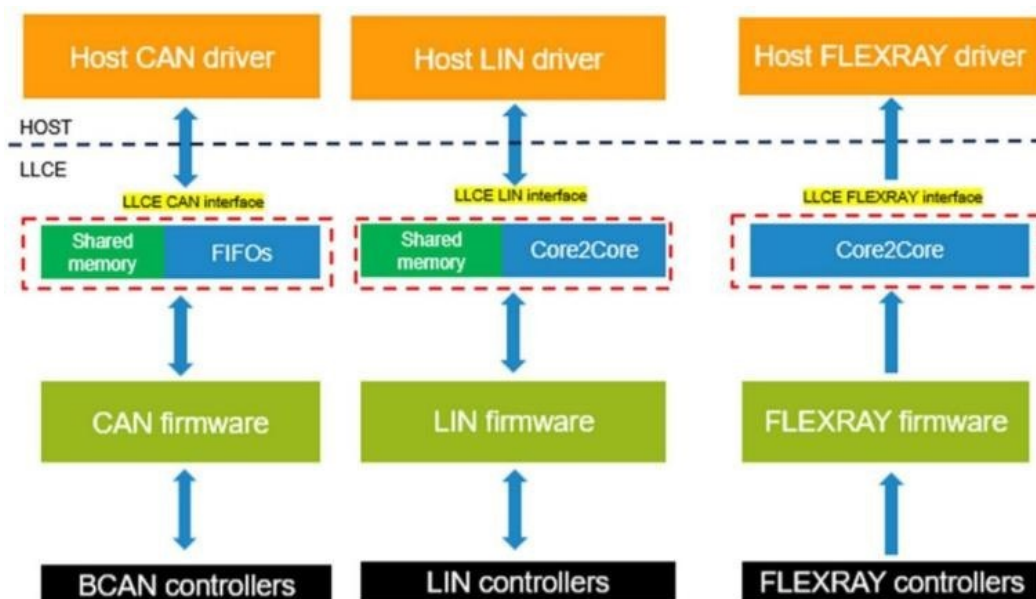 Host CAN driver
Host LIN driver
Host FLEXRAY driver
HOST
LLCE
LLCE CAN interface
LLCE LIN interface
LLCE FLEXRAY interface
Shared
memory
FIFOs
Shared
memory
Core2Core
Core2Core
CAN firmware
LIN firmware
FLEXRAY firmware
BCAN controllers
LIN controllers
FLEXRAY controllers